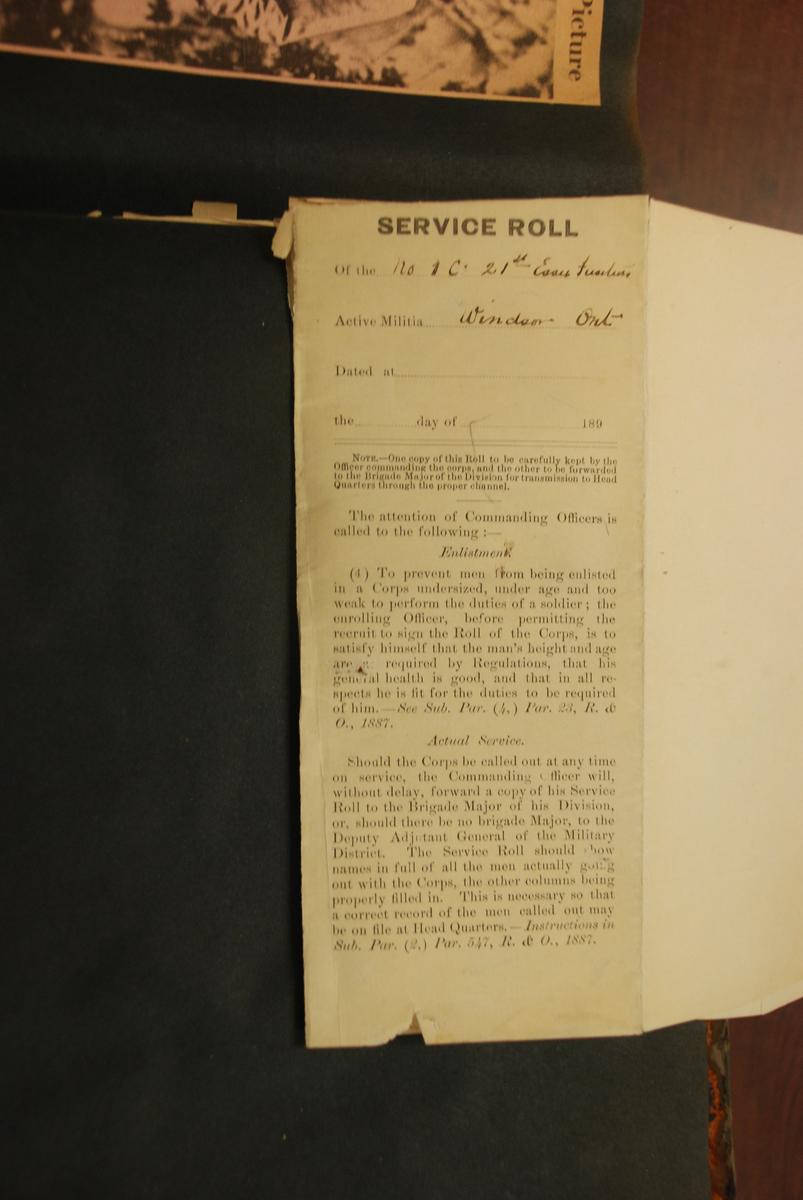 Picture
SERVICE ROLL
Of the No 1 Co 21st Essex Fusiliers
Active Militia Windsor Ont
Dated at
the day of 189
NOTE.—One copy of this Roll to be carefully kept by the
Officer commanding the corps, and the other to be forwarded
to the Brigade Major of the Division for transmission to Head
Quarters through the proper channel.
The attention of Commanding Officers is
called to the following :—
Enlistment.
(4) To prevent men from being enlisted
in a Corps undersized, under age and too
weak to perform the duties of a soldier ; the
enrolling Officer, before permitting the
recruit to sign the Roll of the Corps, is to
satisfy himself that the man's height and age
are required by Regulations, that his
general health is good, and that in all re-
spects he is fit for the duties to be required
of him.—See Sub. Par. (4,) Par. 23, R. &
O., 1887.
Actual Service.
Should the Corps be called out at any time
on service, the Commanding Officer will,
without delay, forward a copy of his Service
Roll to the Brigade Major of his Division,
or, should there be no brigade Major, to the
Deputy Adjutant General of the Military
District. The Service Roll should show
names in full of all the men actually going
out with the Corps, the other columns being
properly filled in. This is necessary so that
a correct record of the men called out may
be on file at Head Quarters.—Instructions in
Sub. Par. (2,) Par. 547, R. & O., 1887.